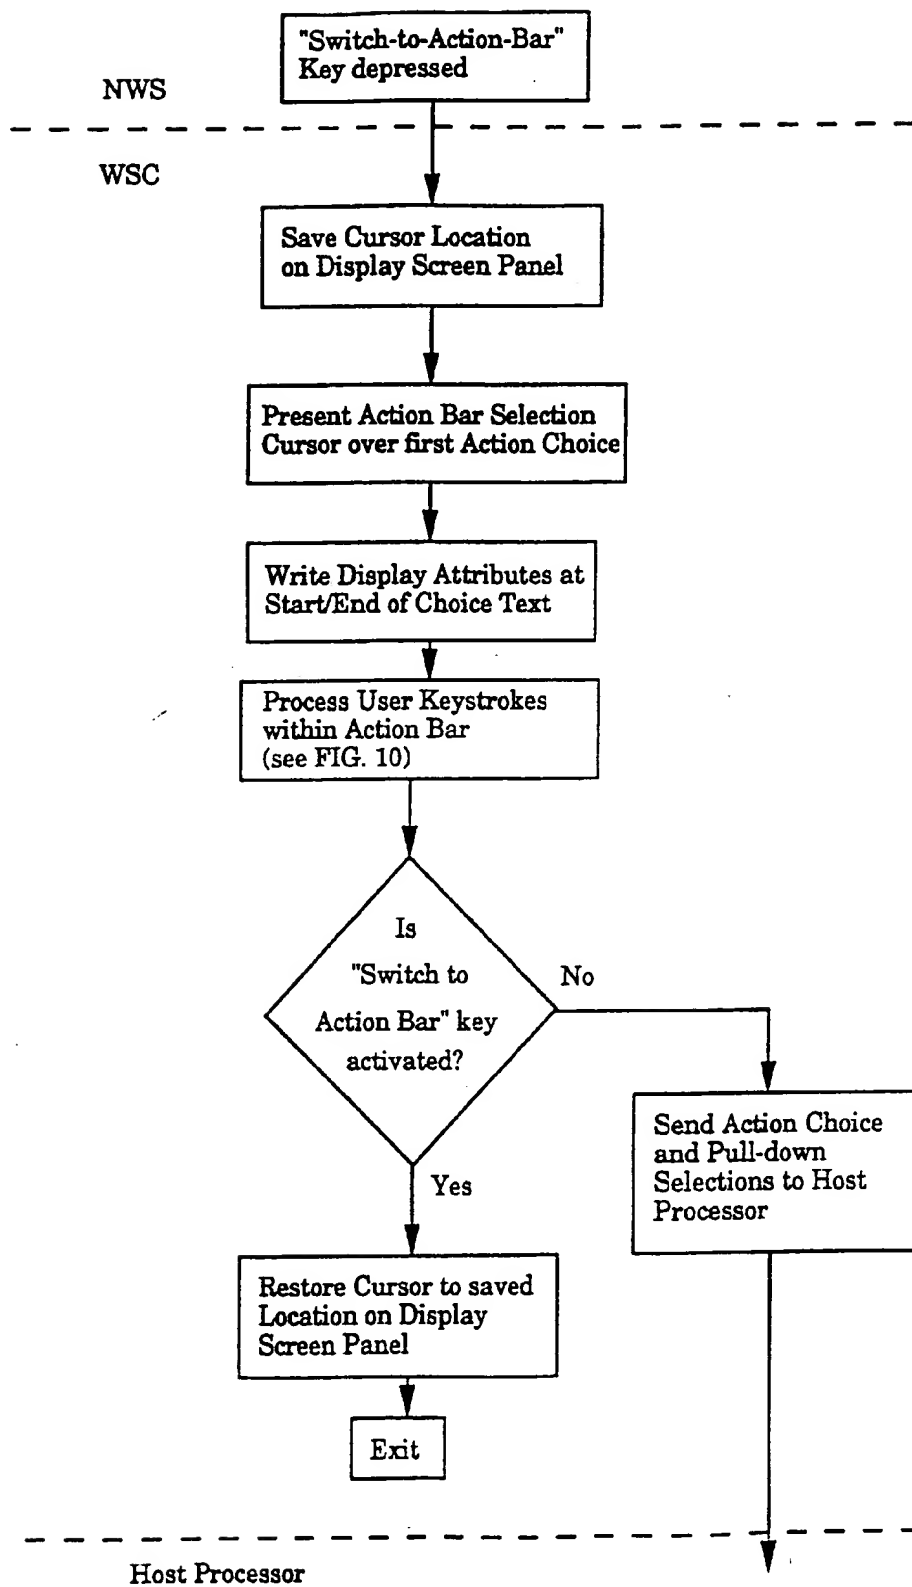 "Switch-to-Action-Bar"
Key depressed
NWS
WSC
Save Cursor Location
on Display Screen Panel
Present Action Bar Selection
Cursor over first Action Choice
Write Display Attributes at
Start/End of Choice Text
Process User Keystrokes
within Action Bar
(see FIG. 10)
Is
"Switch to
Action Bar" key
activated?
No
Send Action Choice
and Pull-down
Selections to Host
Processor
Yes
Restore Cursor to saved
Location on Display
Screen Panel
Exit
Host Processor